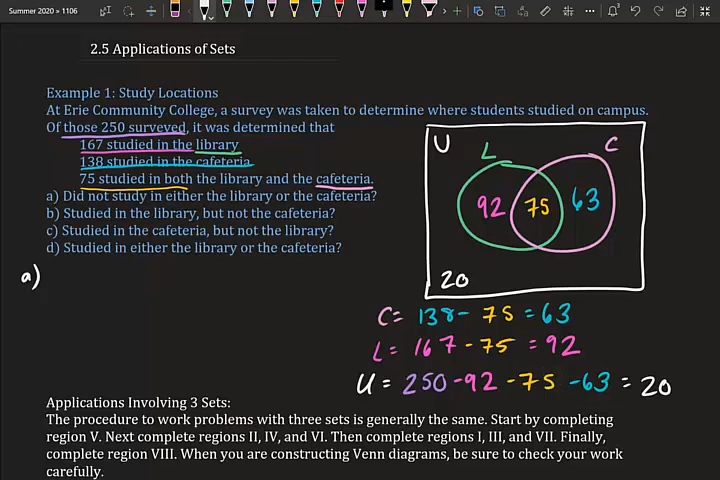 Summer 2020 » 1106
2.5 Applications of Sets
Example 1: Study Locations
At Erie Community College, a survey was taken to determine where students studied on campus.
Of those 250 surveyed, it was determined that
167 studied in the library
138 studied in the cafeteria
75 studied in both the library and the cafeteria.
a) Did not study in either the library or the cafeteria?
b) Studied in the library, but not the cafeteria?
c) Studied in the cafeteria, but not the library?
d) Studied in either the library or the cafeteria?
a)
U L C
92 75 63
20
C= 138 - 75 = 63
L= 167 - 75 = 92
U = 250 - 92 - 75 - 63 = 20
Applications Involving 3 Sets:
The procedure to work problems with three sets is generally the same. Start by completing
region V. Next complete regions II, IV, and VI. Then complete regions I, III, and VII. Finally,
complete region VIII. When you are constructing Venn diagrams, be sure to check your work
carefully.